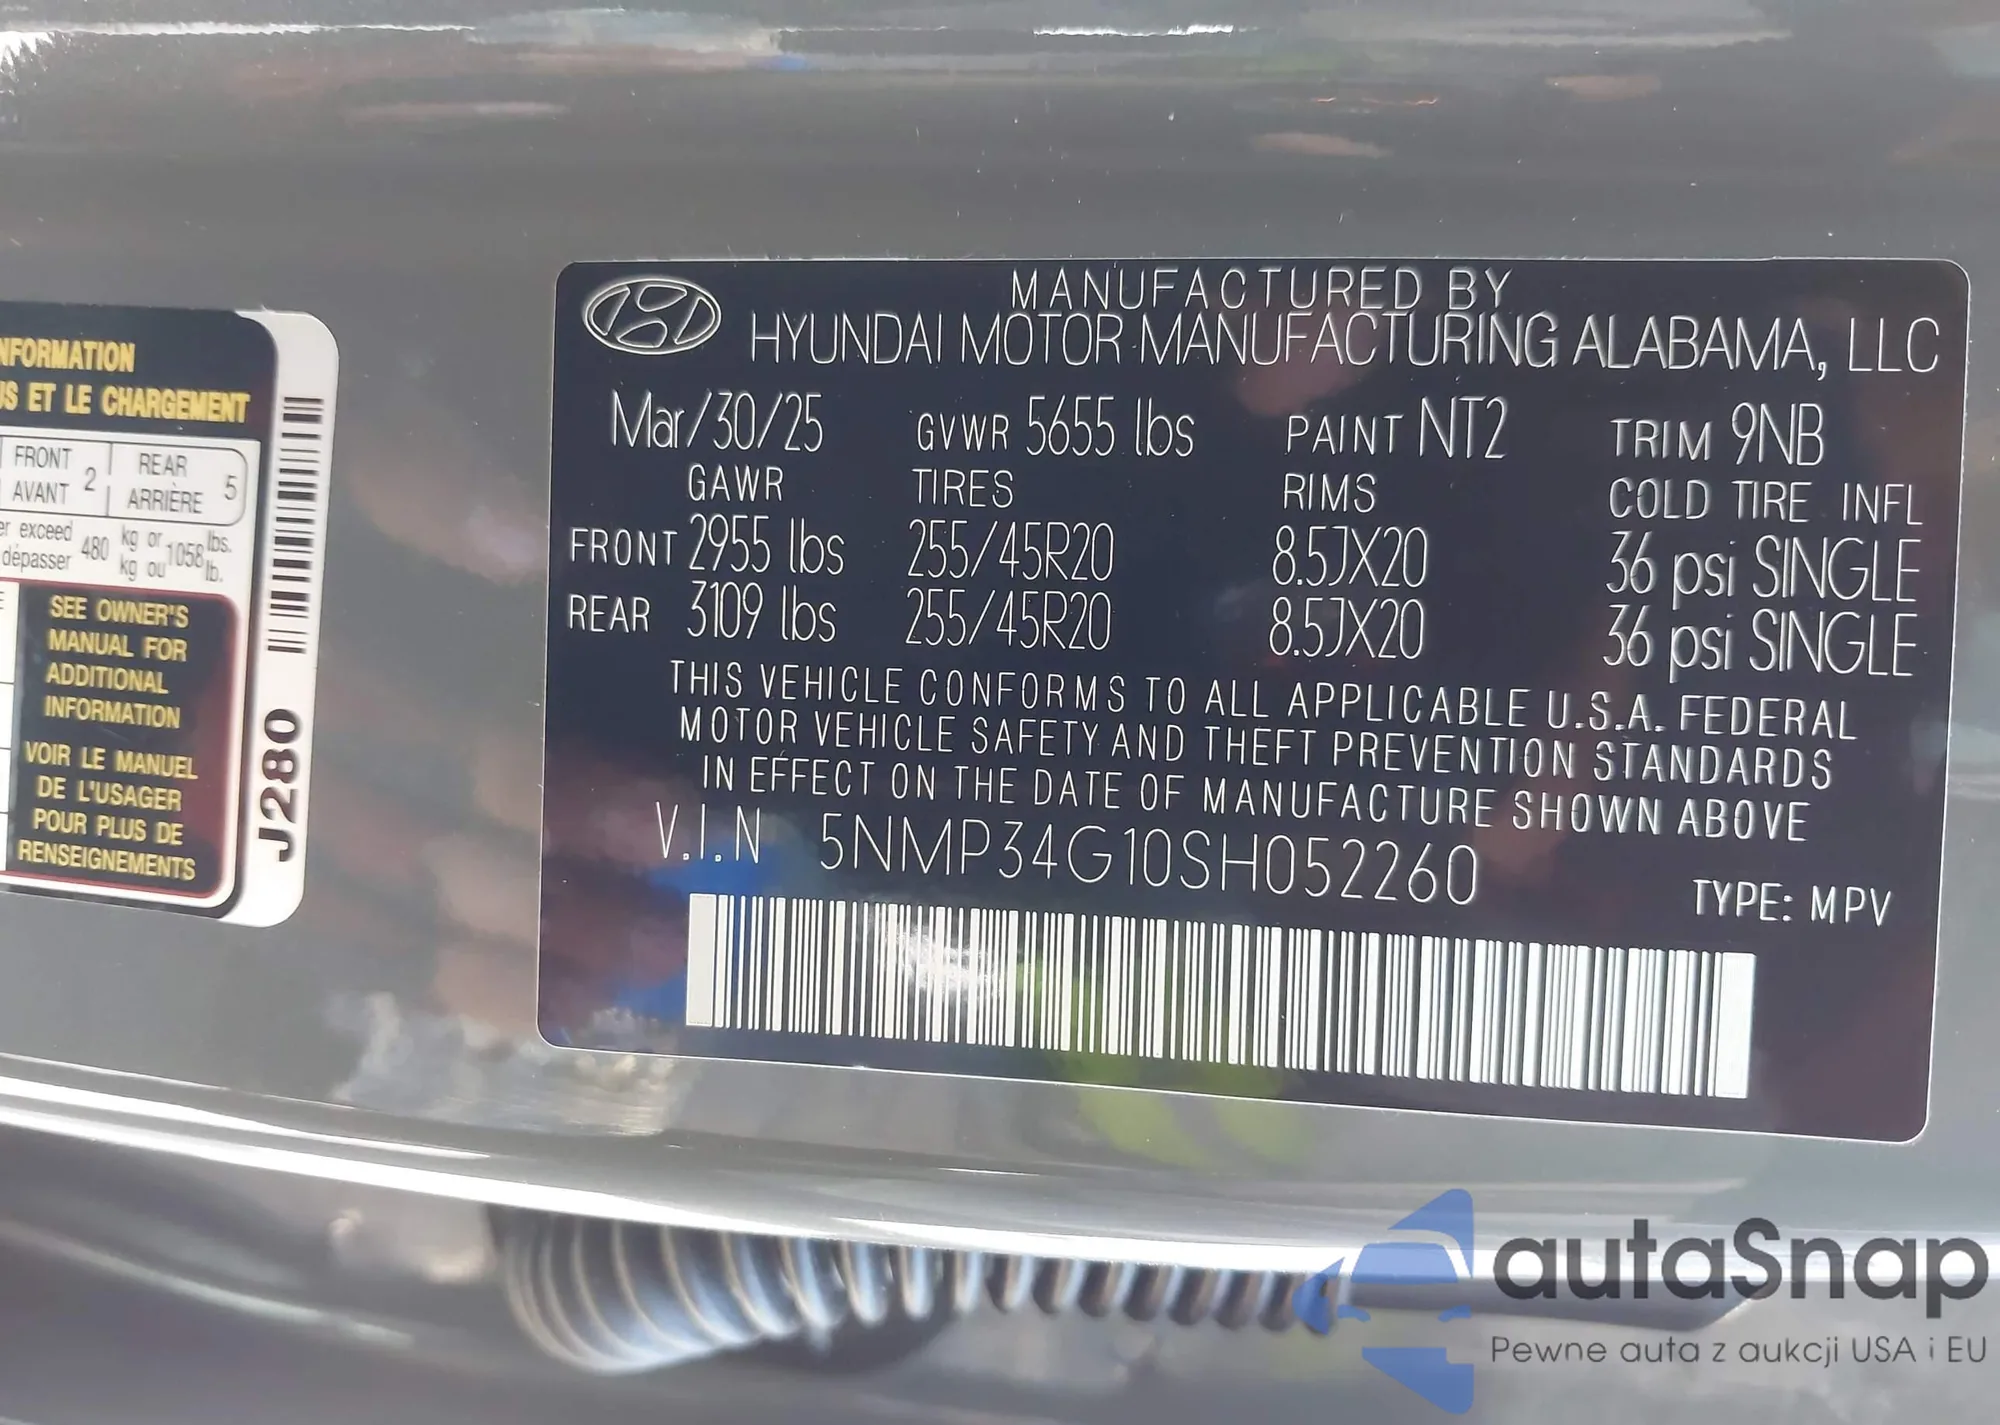 NFORMATION
US ET LE CHARGEMENT
FRONT 2 REAR 5
AVANT ARRIÈRE
er exceed kg or lbs.
dépasser 480 kg ou 1058 lb.
SEE OWNER'S
MANUAL FOR
ADDITIONAL
INFORMATION
VOIR LE MANUEL
DE L'USAGER
POUR PLUS DE
RENSEIGNEMENTS
J280
MANUFACTURED BY
HYUNDAI MOTOR MANUFACTURING ALABAMA, LLC
Mar/30/25 GVWR 5655 lbs PAINT NT2 TRIM 9NB
GAWR TIRES RIMS COLD TIRE INFL
FRONT 2955 lbs 255/45R20 8.5JX20 36 psi SINGLE
REAR 3109 lbs 255/45R20 8.5JX20 36 psi SINGLE
THIS VEHICLE CONFORMS TO ALL APPLICABLE U.S.A. FEDERAL
MOTOR VEHICLE SAFETY AND THEFT PREVENTION STANDARDS
IN EFFECT ON THE DATE OF MANUFACTURE SHOWN ABOVE
V.I.N 5NMP34G10SH052260
TYPE: MPV
autaSnap
Pewne auta z aukcji USA i EU